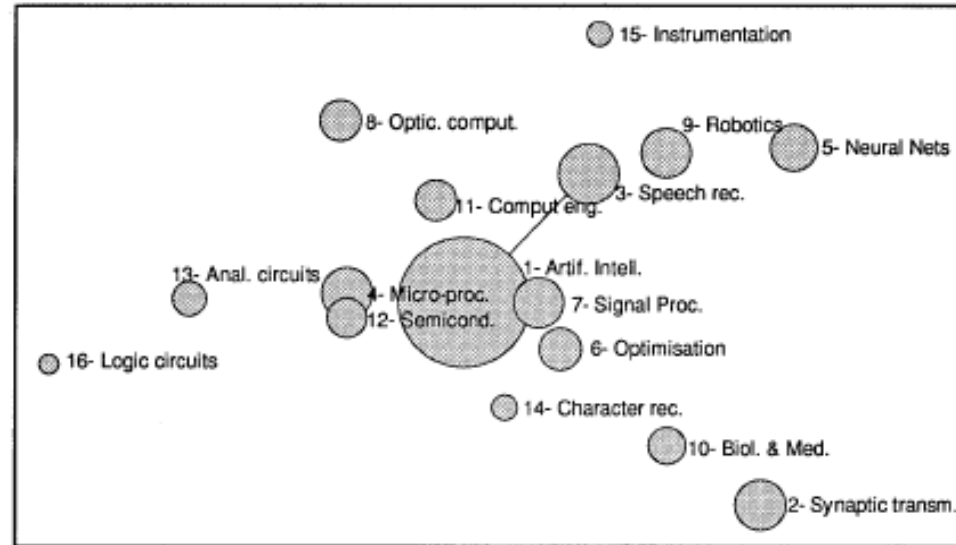 15- Instrumentation
8- Optic. comput.
9- Robotics
5- Neural Nets
3- Speech rec.
11- Comput eng.
1- Artif. Intell.
13- Anal. circuits
4- Micro-proc.
7- Signal Proc.
12- Semicond.
6- Optimisation
16- Logic circuits
14- Character rec.
10- Biol. & Med.
2- Synaptic transm.